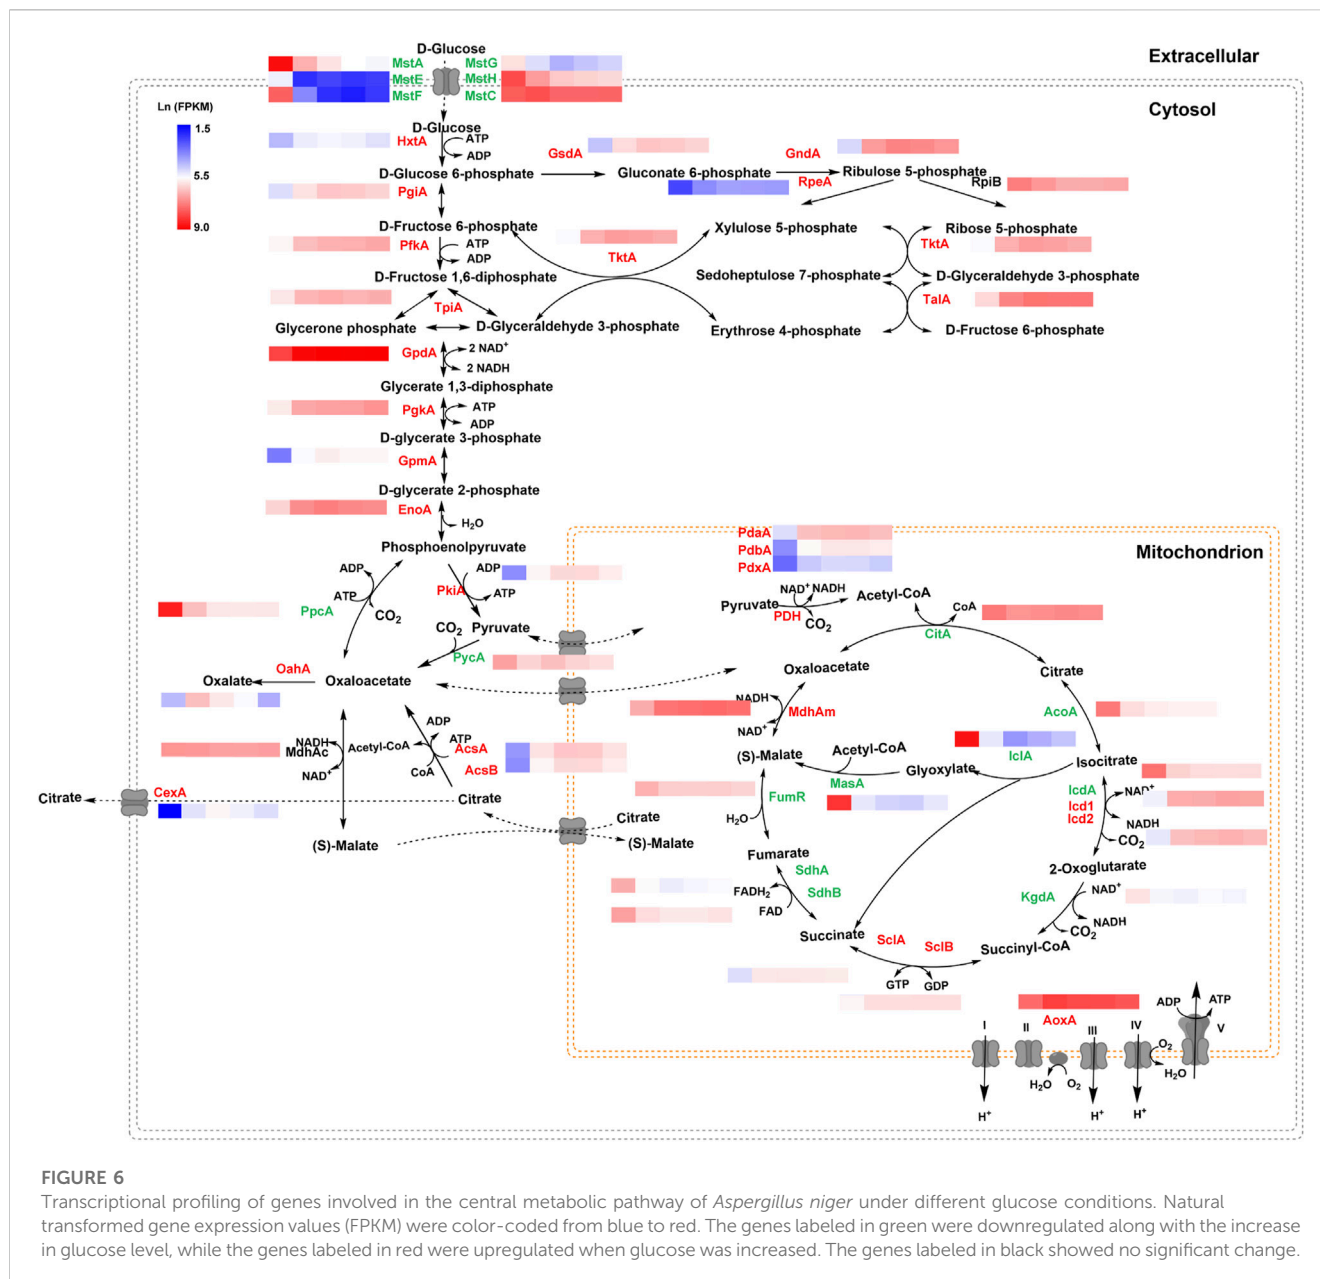 D-Glucose
Extracellular
MstA
MstG
MstE
MstH
MstF
MstC
Cytosol
Ln (FPKM)
1.5
5.5
9.0
D-Glucose
HxtA
ATP
ADP
GsdA
GndA
D-Glucose 6-phosphate
Gluconate 6-phosphate
Ribulose 5-phosphate
PgiA
RpeA
RpiB
D-Fructose 6-phosphate
Xylulose 5-phosphate
Ribose 5-phosphate
PfkA
ATP
ADP
TktA
TktA
D-Fructose 1,6-diphosphate
Sedoheptulose 7-phosphate
D-Glyceraldehyde 3-phosphate
TpiA
TalA
Glycerone phosphate
D-Glyceraldehyde 3-phosphate
Erythrose 4-phosphate
D-Fructose 6-phosphate
GpdA
2 NAD⁺
2 NADH
Glycerate 1,3-diphosphate
PgkA
ATP
ADP
D-glycerate 3-phosphate
GpmA
D-glycerate 2-phosphate
EnoA
H₂O
Phosphoenolpyruvate
ADP
ATP
PpcA
CO₂
PkiA
ADP
ATP
CO₂
Pyruvate
PycA
OahA
Oxalate
Oxaloacetate
NADH
MdhAc
NAD⁺
Acetyl-CoA
ADP
ATP
CoA
AcsA
AcsB
CexA
Citrate
Citrate
Citrate
(S)-Malate
(S)-Malate
Mitochondrion
PdaA
PdbA
PdxA
Pyruvate
NAD⁺
NADH
PDH
CO₂
Acetyl-CoA
CoA
CitA
Oxaloacetate
Citrate
NADH
MdhAm
NAD⁺
AcoA
(S)-Malate
Acetyl-CoA
MasA
Glyoxylate
IclA
Isocitrate
FumR
H₂O
IcdA
Icd1
Icd2
NAD⁺
NADH
CO₂
Fumarate
SdhA
SdhB
FADH₂
FAD
2-Oxoglutarate
KgdA
NAD⁺
NADH
CO₂
Succinate
SclA
SclB
Succinyl-CoA
GTP
GDP
AoxA
I
II
III
IV
V
ADP
ATP
H₂O
O₂
O₂
H₂O
H⁺
H⁺
H⁺
FIGURE 6
Transcriptional profiling of genes involved in the central metabolic pathway of Aspergillus niger under different glucose conditions. Natural
transformed gene expression values (FPKM) were color-coded from blue to red. The genes labeled in green were downregulated along with the increase
in glucose level, while the genes labeled in red were upregulated when glucose was increased. The genes labeled in black showed no significant change.